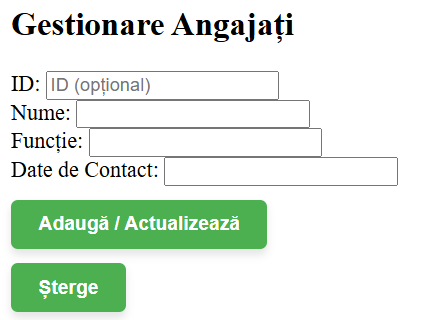 Gestionare Angajați
ID: ID (opțional)
Nume:
Funcție:
Date de Contact:
Adaugă / Actualizează
Șterge